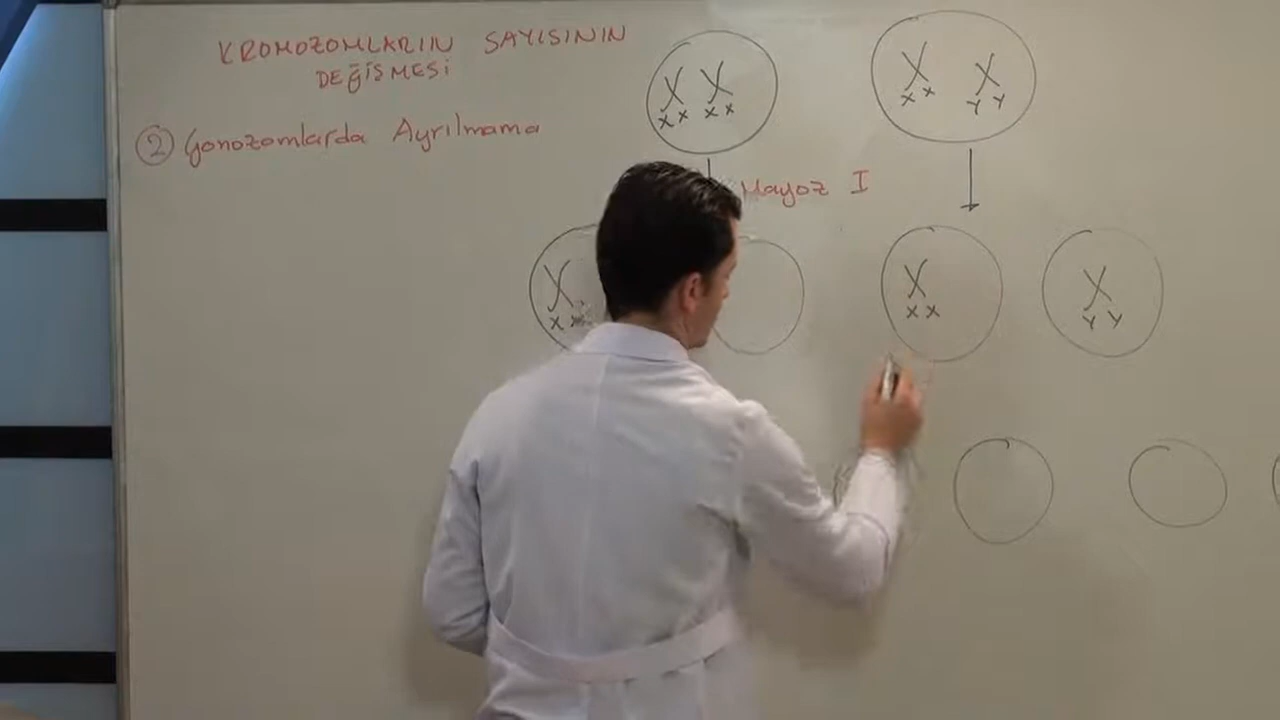 KROMOZOMLARIN SAYISININ
DEĞİŞMESİ
② Gonozomlarda Ayrılmama
X X X X
X X Y Y
Mayoz I
X
X X
Y Y